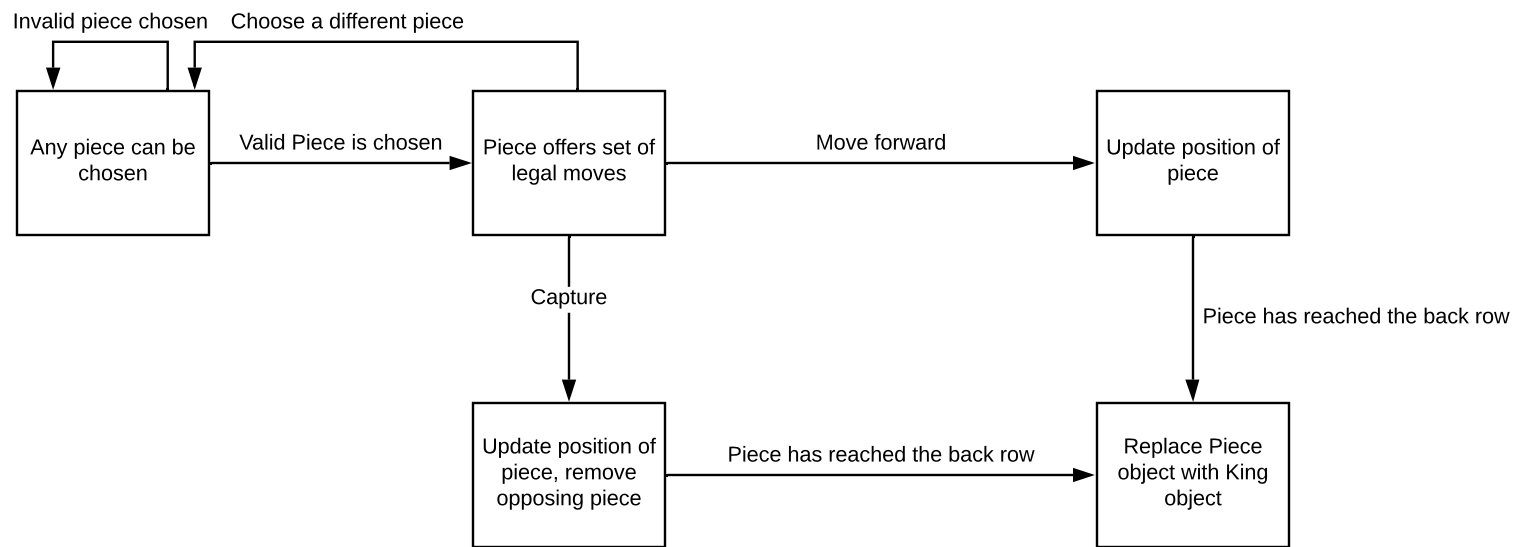 Invalid piece chosen
Choose a different piece
Any piece can be
chosen
Valid Piece is chosen
Piece offers set of
legal moves
Move forward
Update position of
piece
Capture
Piece has reached the back row
Update position of
piece, remove
opposing piece
Piece has reached the back row
Replace Piece
object with King
object